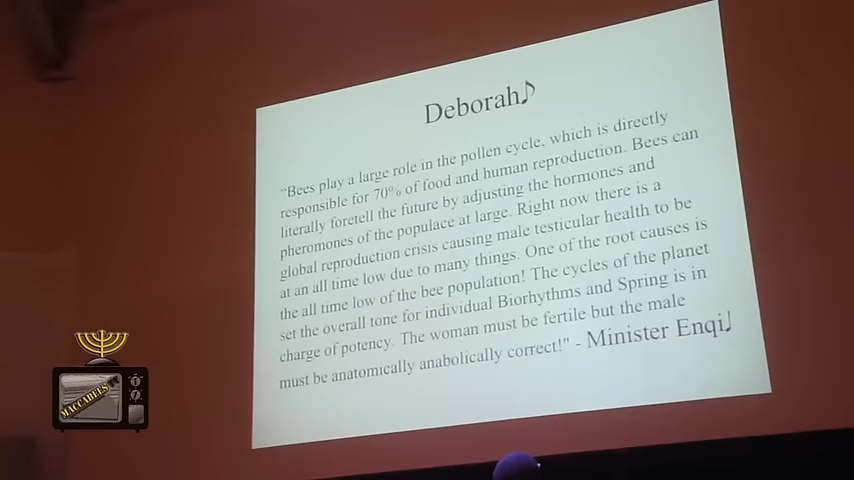 Deborah♪
"Bees play a large role in the pollen cycle, which is directly
responsible for 70% of food and human reproduction. Bees can
literally foretell the future by adjusting the hormones and
pheromones of the populace at large. Right now there is a
global reproduction crisis causing male testicular health to be
at an all time low due to many things. One of the root causes is
the all time low of the bee population! The cycles of the planet
set the overall tone for individual Biorhythms and Spring is in
charge of potency. The woman must be fertile but the male
must be anatomically anabolically correct!" - Minister Enqi♩
MACCABEES TV